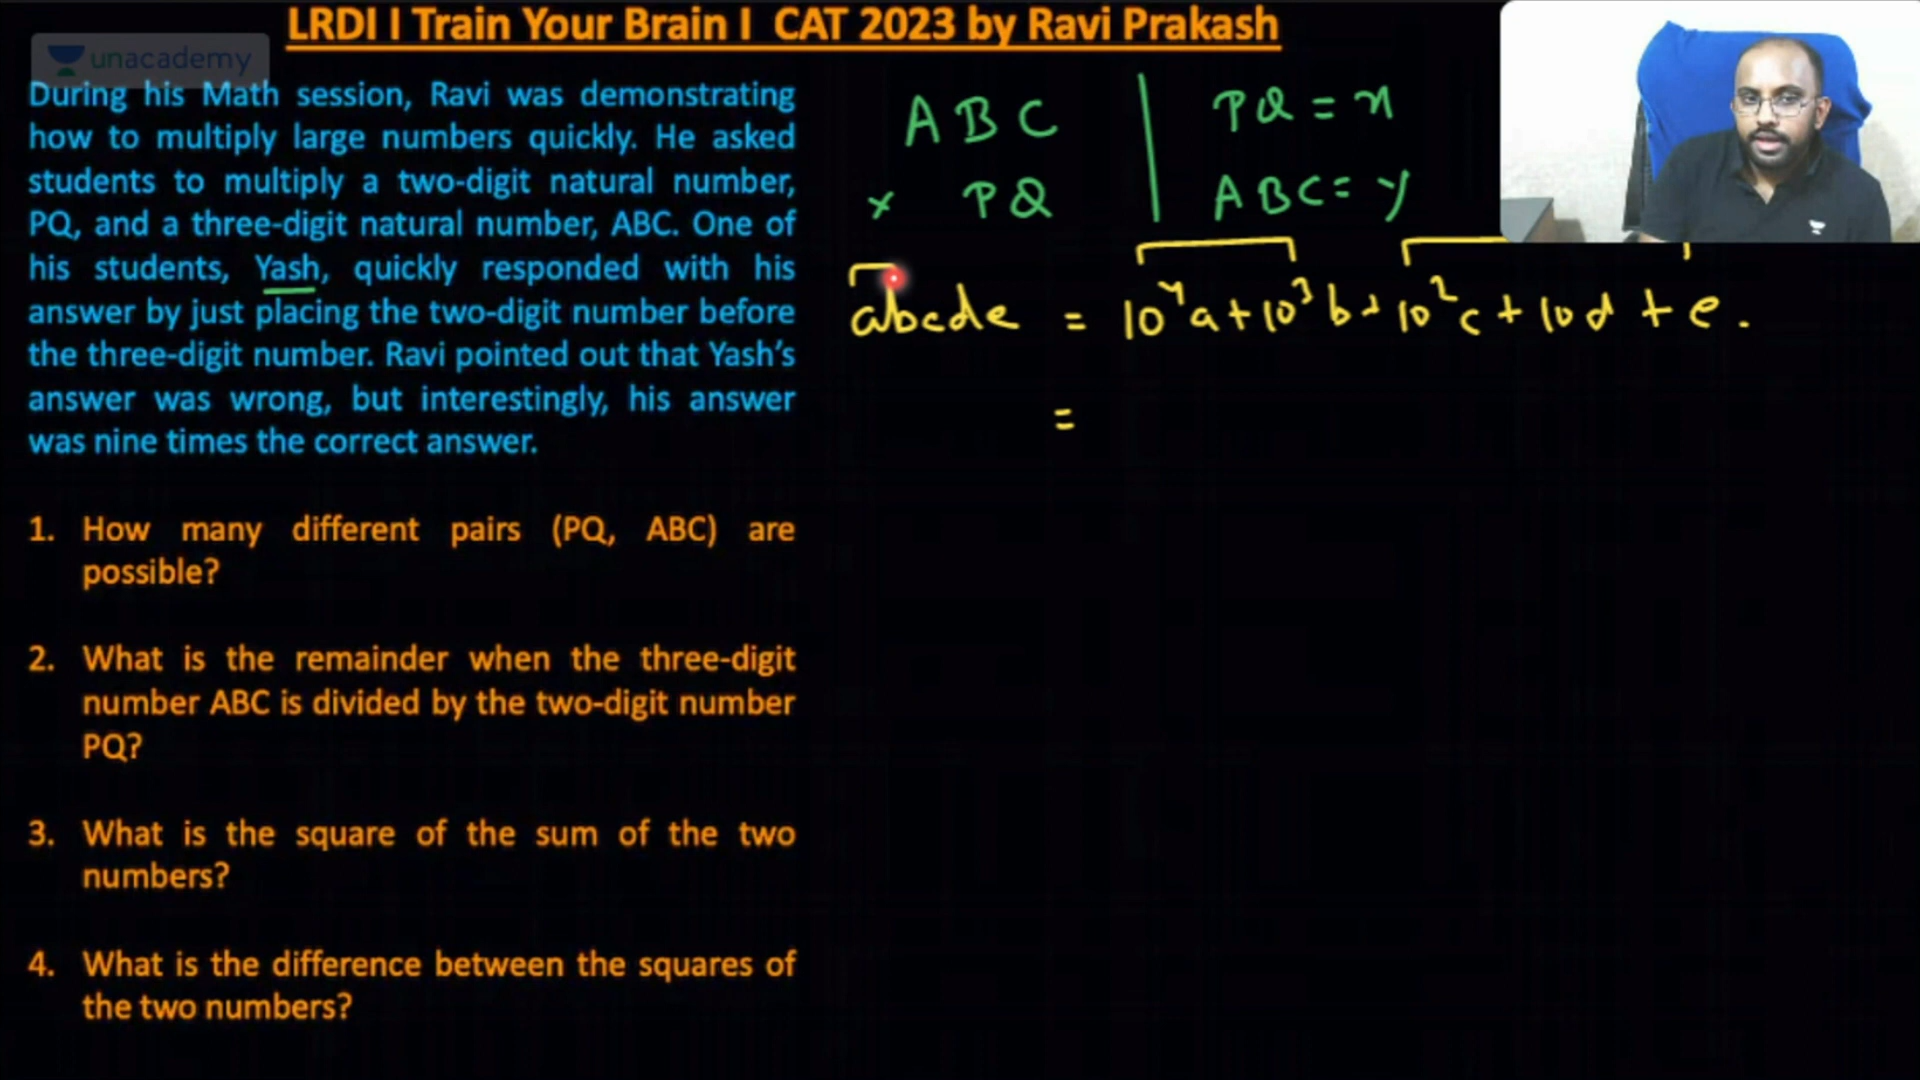 LRDI I Train Your Brain I CAT 2023 by Ravi Prakash
unacademy
During his Math session, Ravi was demonstrating
how to multiply large numbers quickly. He asked
students to multiply a two-digit natural number,
PQ, and a three-digit natural number, ABC. One of
his students, Yash, quickly responded with his
answer by just placing the two-digit number before
the three-digit number. Ravi pointed out that Yash's
answer was wrong, but interestingly, his answer
was nine times the correct answer.
1. How many different pairs (PQ, ABC) are
possible?
2. What is the remainder when the three-digit
number ABC is divided by the two-digit number
PQ?
3. What is the square of the sum of the two
numbers?
4. What is the difference between the squares of
the two numbers?
ABC
× PQ
PQ = x
ABC = y
abcde = 10⁴a + 10³b + 10²c + 10d + e.
=